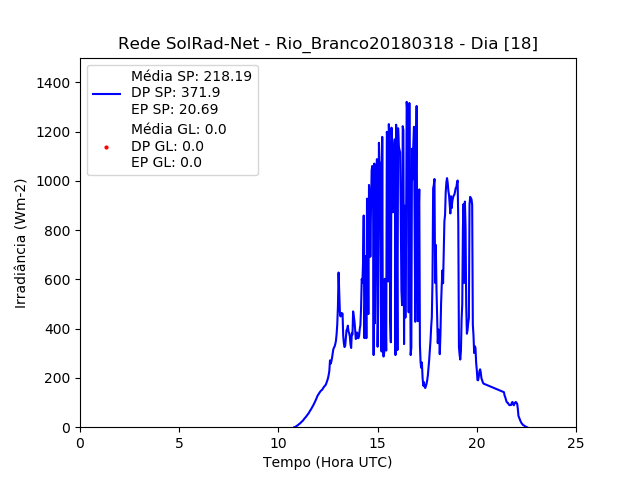 Rede SolRad-Net - Rio_Branco20180318 - Dia [18]
Média SP: 218.19
DP SP: 371.9
EP SP: 20.69
Média GL: 0.0
DP GL: 0.0
EP GL: 0.0
1400
1200
1000
800
600
400
200
0
Irradiância (Wm-2)
0 5 10 15 20 25
Tempo (Hora UTC)